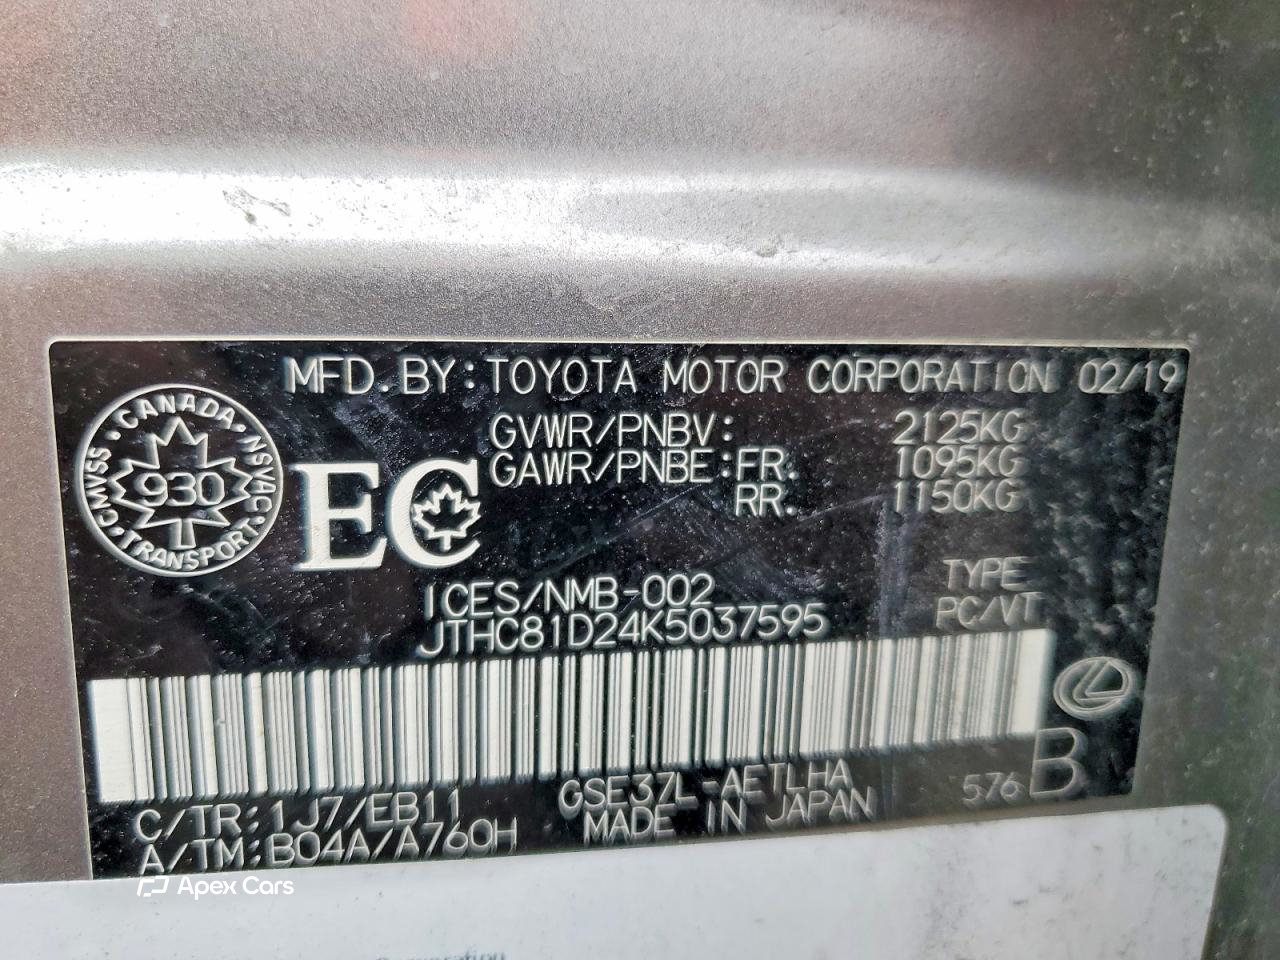 MFD. BY: TOYOTA MOTOR CORPORATION 02/19
CANADA
CMVSS
NSVAC
930
TRANSPORT
EC
GVWR/PNBV: 2125KG
GAWR/PNBE: FR. 1095KG
RR. 1150KG
ICES/NMB-002
TYPE
JTHC81D24K5037595
PC/VT
C/TR: 1J7/EB11
GSE37L-AETLHA
576 B
A/TM: B04A/A760H
MADE IN JAPAN
Apex Cars